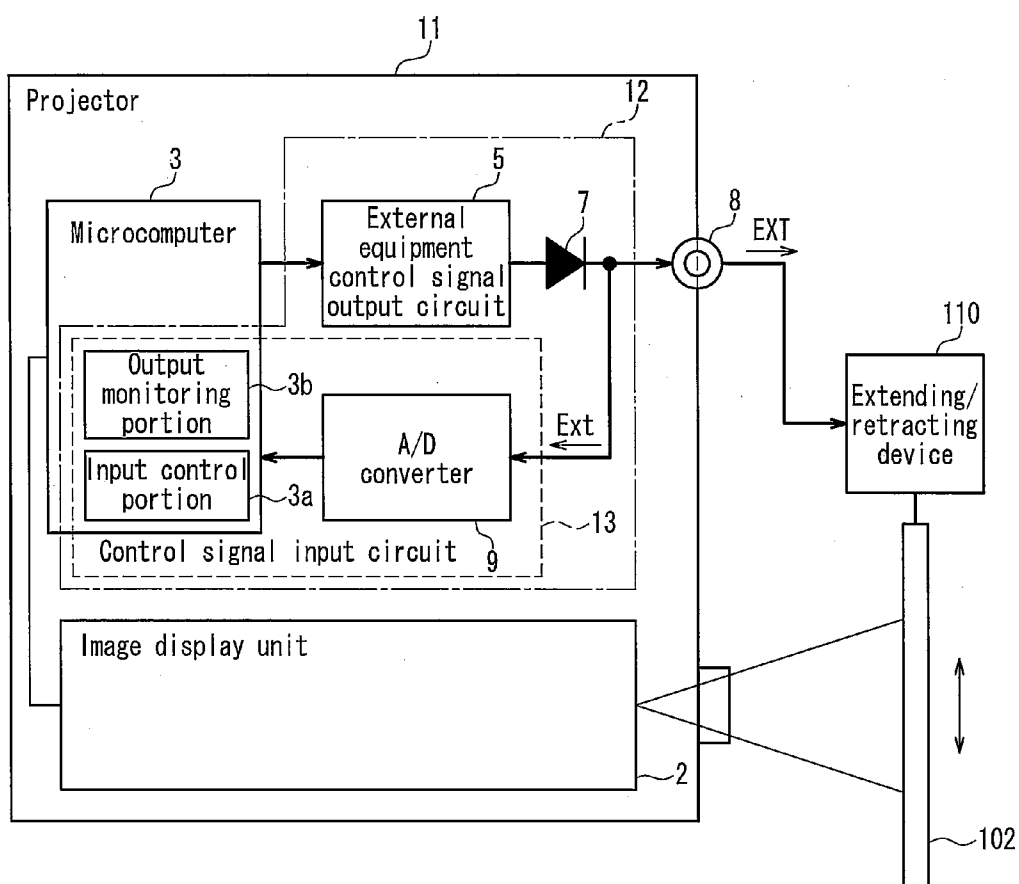 11
Projector
12
3
5
7
8
EXT
Microcomputer
External
equipment
control signal
output circuit
110
Output
monitoring
portion
3b
Extending/
retracting
device
A/D
converter
Ext
Input control
portion
3a
13
Control signal input circuit
9
Image display unit
2
102